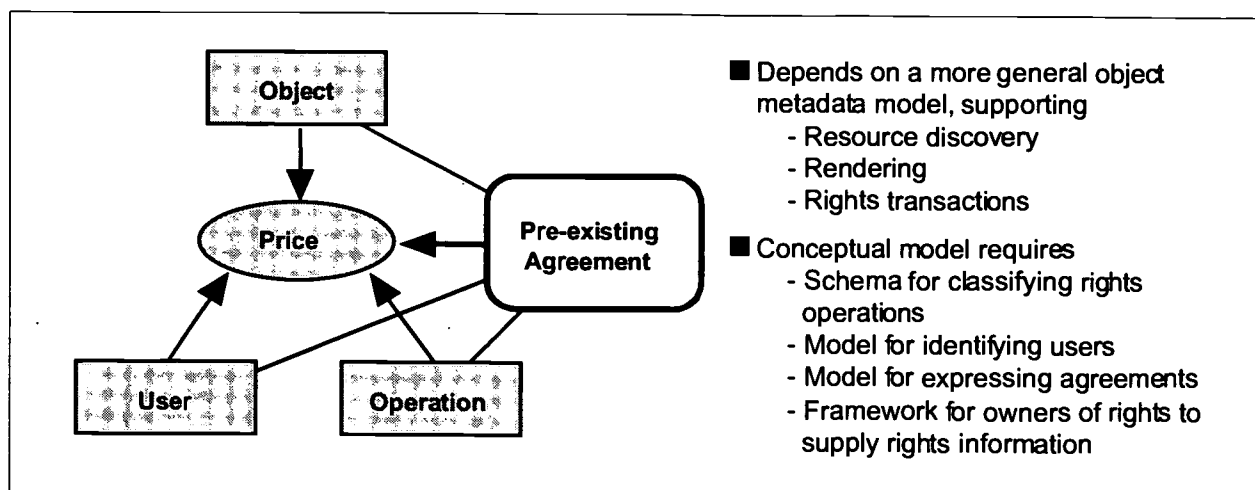 Object
Price
Pre-existing
Agreement
User
Operation
■ Depends on a more general object
metadata model, supporting
- Resource discovery
- Rendering
- Rights transactions
■ Conceptual model requires
- Schema for classifying rights
operations
- Model for identifying users
- Model for expressing agreements
- Framework for owners of rights to
supply rights information